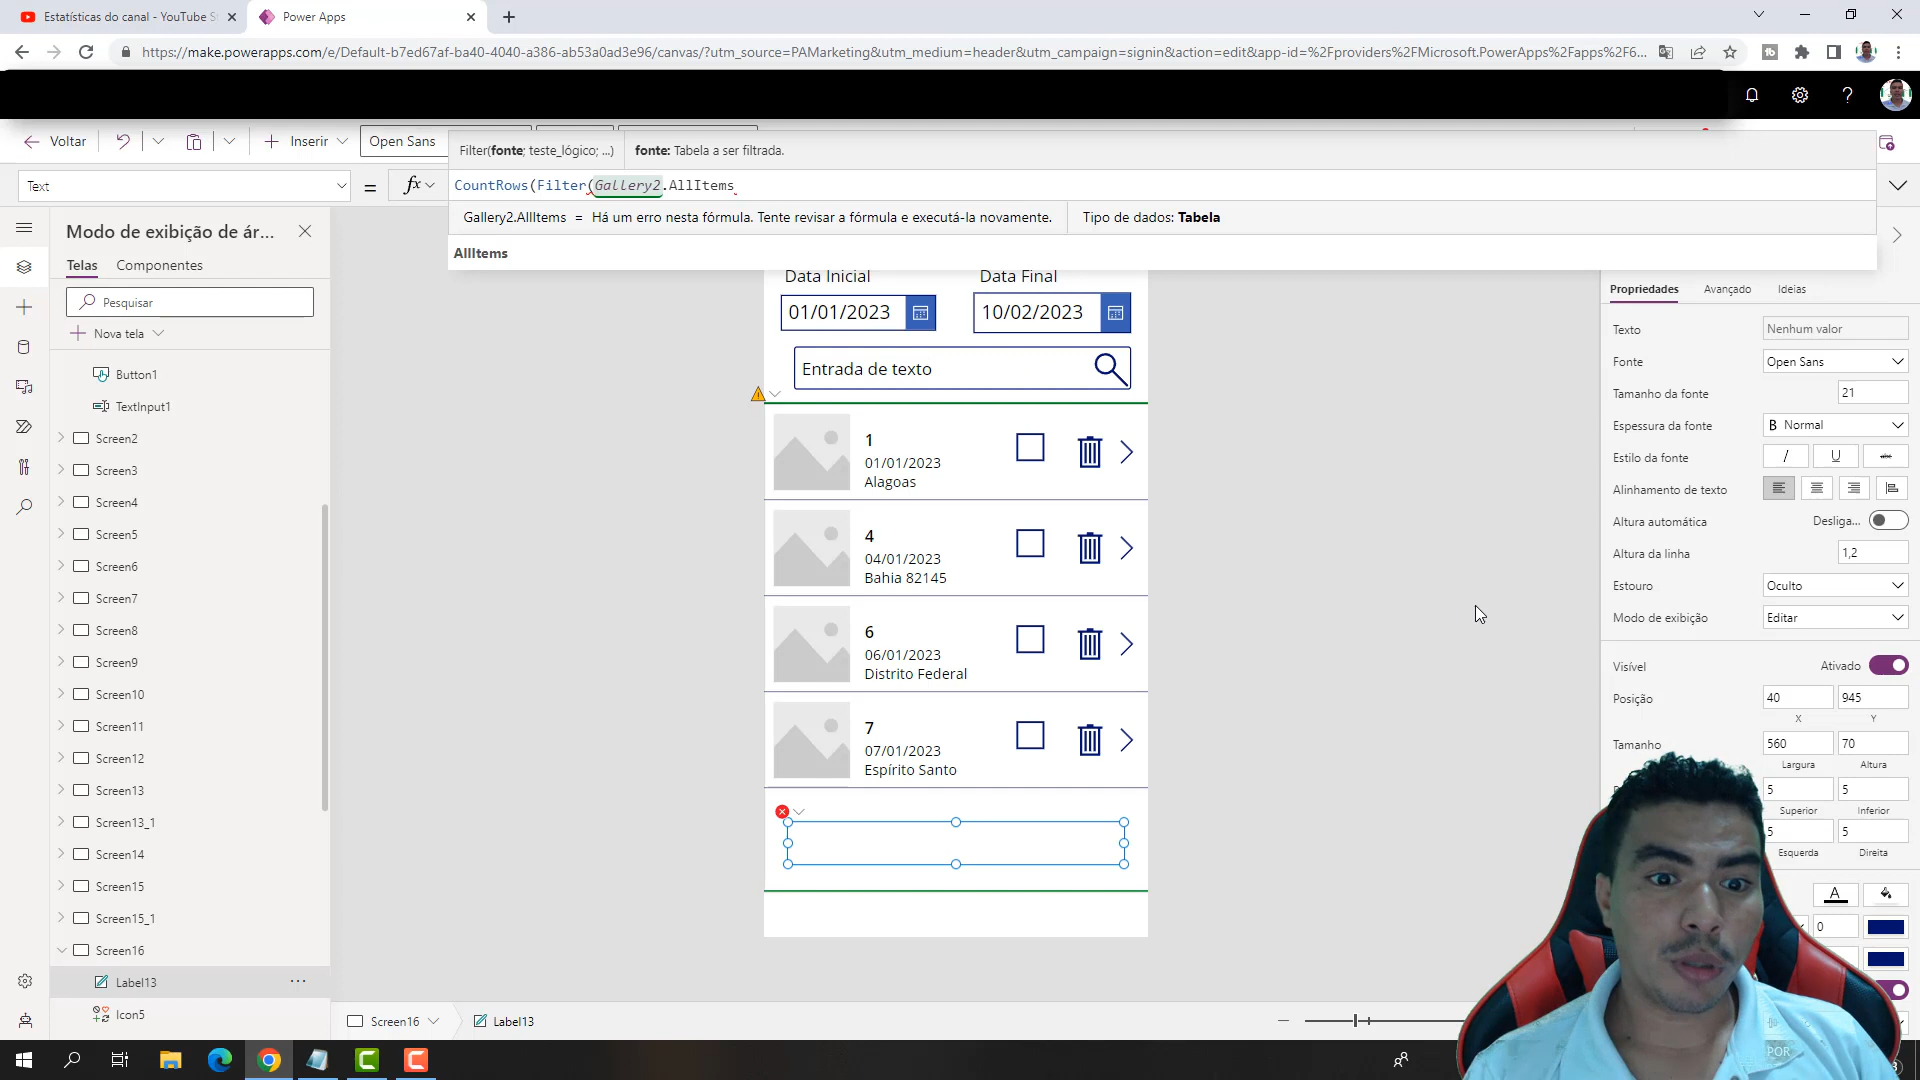 Estatísticas do canal - YouTube S
Power Apps
https://make.powerapps.com/e/Default-b7ed67af-ba40-4040-a386-ab53a0ad3e96/canvas/?utm_source=PAMarketing&utm_medium=header&utm_campaign=signin&action=edit&app-id=%2Fproviders%2FMicrosoft.PowerApps%2Fapps%2F6...
Voltar
Inserir
Open Sans
Filter(fonte; teste_lógico; ...)
fonte: Tabela a ser filtrada.
Text
=
fx
CountRows(Filter(Gallery2.AllItems
Gallery2.AllItems = Há um erro nesta fórmula. Tente revisar a fórmula e executá-la novamente.
Tipo de dados: Tabela
AllItems
Modo de exibição de ár...
Telas
Componentes
Pesquisar
Nova tela
Button1
TextInput1
Screen2
Screen3
Screen4
Screen5
Screen6
Screen7
Screen8
Screen9
Screen10
Screen11
Screen12
Screen13
Screen13_1
Screen14
Screen15
Screen15_1
Screen16
Label13
Icon5
Data Inicial
Data Final
01/01/2023
10/02/2023
Entrada de texto
1
01/01/2023
Alagoas
4
04/01/2023
Bahia 82145
6
06/01/2023
Distrito Federal
7
07/01/2023
Espírito Santo
Screen16
Label13
Propriedades
Avançado
Ideias
Texto
Nenhum valor
Fonte
Open Sans
Tamanho da fonte
21
Espessura da fonte
B Normal
Estilo da fonte
/ U abc
Alinhamento de texto
Altura automática
Desliga...
Altura da linha
1,2
Estouro
Oculto
Modo de exibição
Editar
Visível
Ativado
Posição
40
945
X
Y
Tamanho
560
70
Largura
Altura
5
5
Superior
Inferior
5
5
Esquerda
Direita
A
0
POR